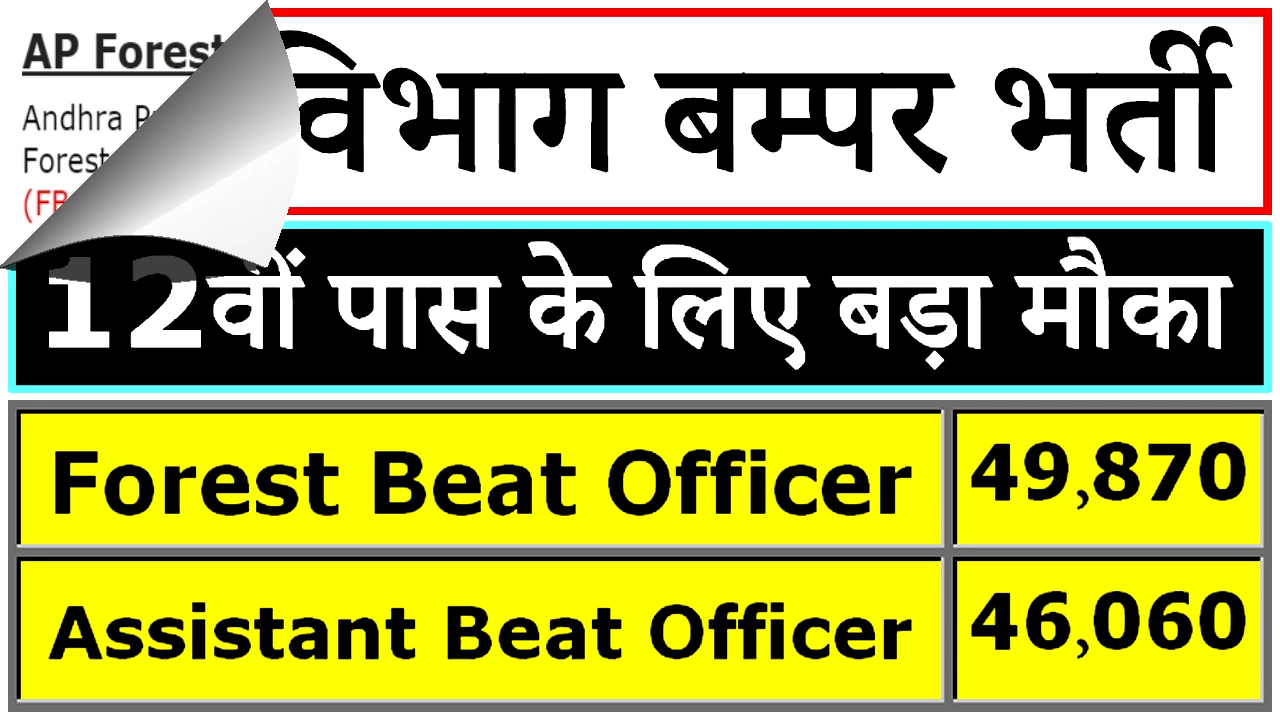 AP Forest
विभाग बम्पर भर्ती
Andhra
Forest
12वीं पास के लिए बड़ा मौका
Forest Beat Officer 49,870
Assistant Beat Officer 46,060